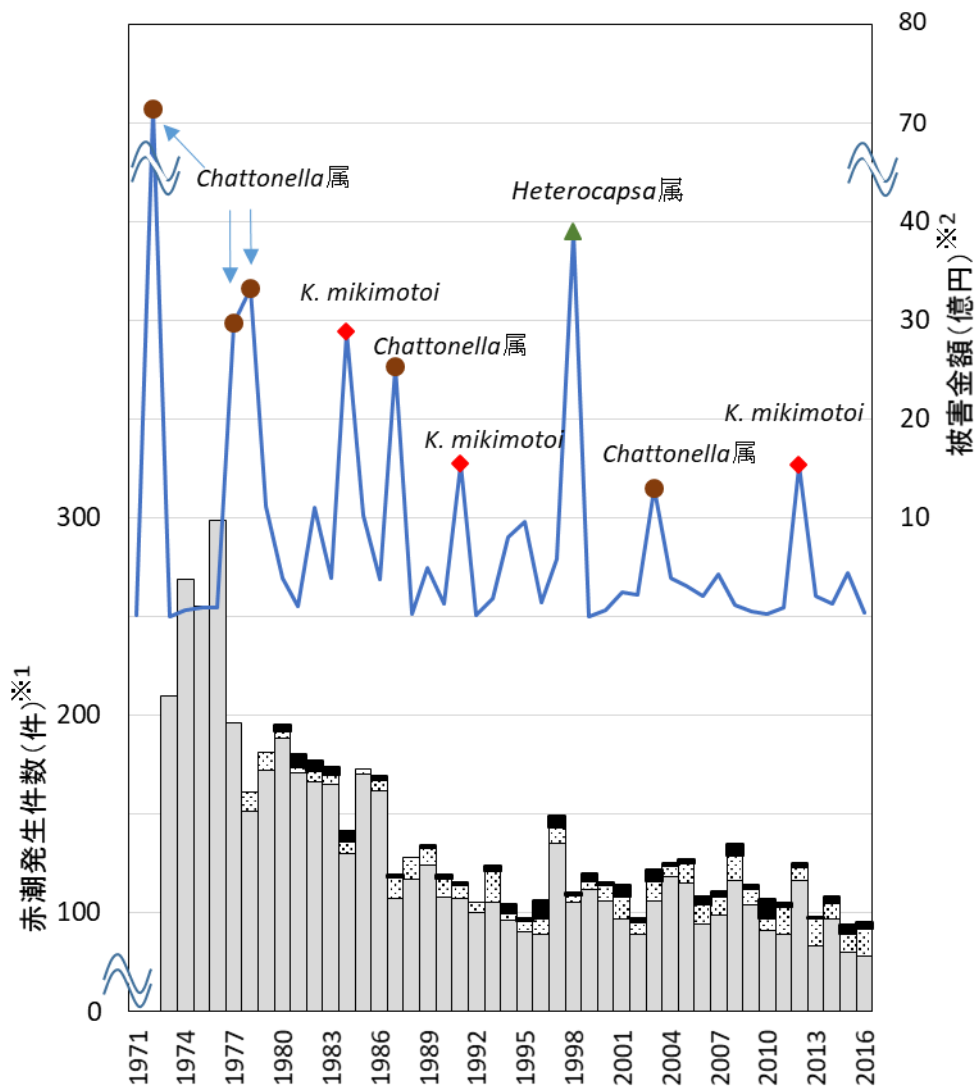 80
70
Chattonella属
Heterocapsa属
40
K. mikimotoi
30
Chattonella属
K. mikimotoi
20
K. mikimotoi
Chattonella属
300
10
被害金額(億円)※2
赤潮発生件数(件)※1
200
100
0
1971
1974
1977
1980
1983
1986
1989
1992
1995
1998
2001
2004
2007
2010
2013
2016